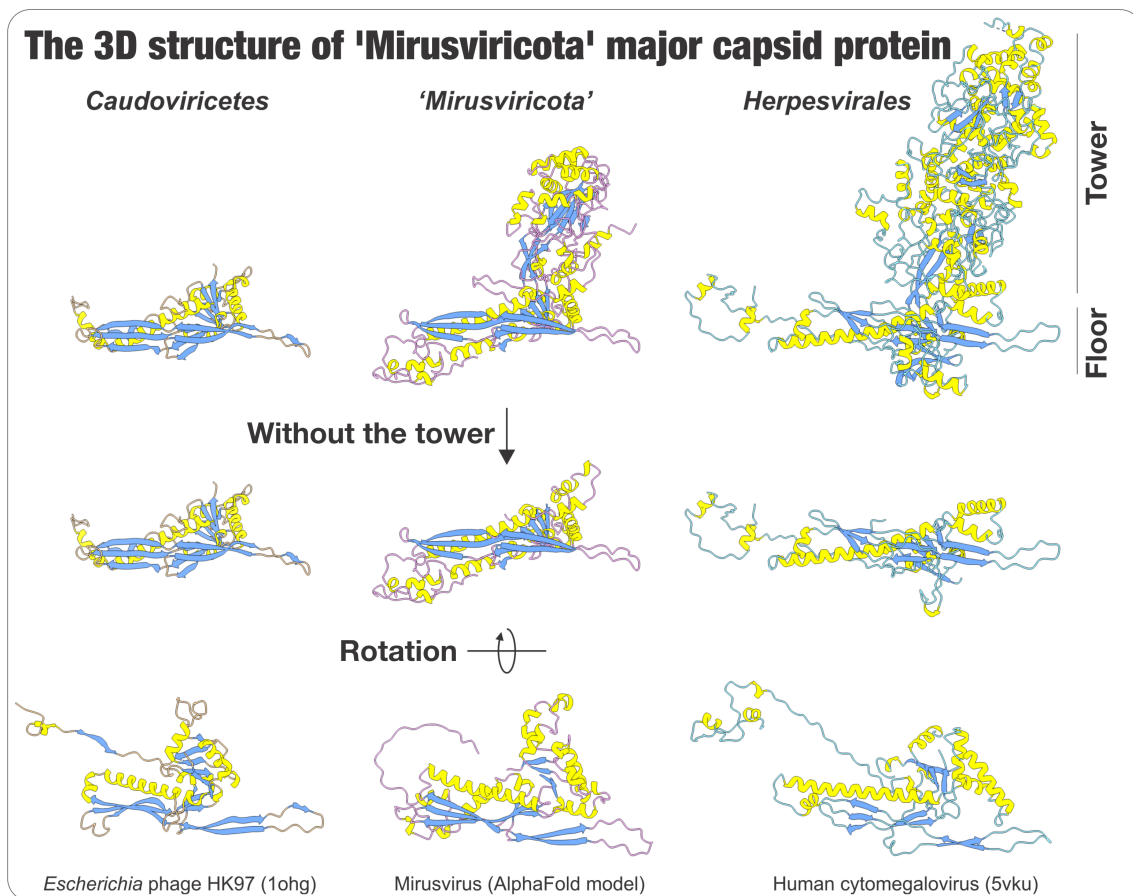 The 3D structure of 'Mirusviricota' major capsid protein
Caudoviricetes
‘Mirusviricota’
Herpesvirales
Tower
Floor
Without the tower
Rotation
Escherichia phage HK97 (1ohg)
Mirusvirus (AlphaFold model)
Human cytomegalovirus (5vku)